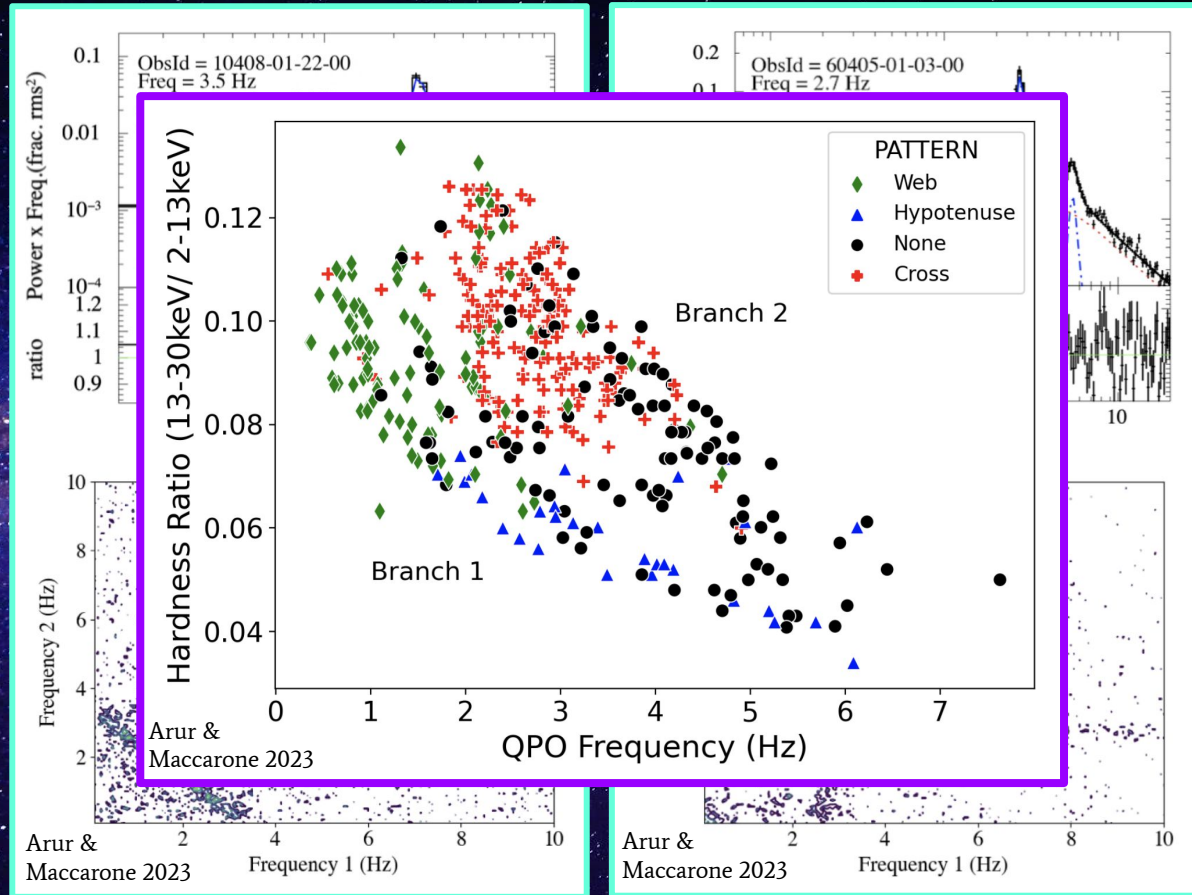 0.1
0.01
10⁻³
10⁻⁴
1.2
1.1
1
0.9
Power x Freq.(frac. rms²)
ratio
ObsId = 10408-01-22-00
Freq = 3.5 Hz
0.2
0.1
ObsId = 60405-01-03-00
Freq = 2.7 Hz
10
Hardness Ratio (13-30keV/ 2-13keV)
0.12
0.10
0.08
0.06
0.04
PATTERN
Web
Hypotenuse
None
Cross
Branch 2
Branch 1
0 1 2 3 4 5 6 7
QPO Frequency (Hz)
Arur &
Maccarone 2023
10
8
6
4
2
Frequency 2 (Hz)
2 4 6 8 10
Frequency 1 (Hz)
Arur &
Maccarone 2023
2 4 6 8 10
Frequency 1 (Hz)
Arur &
Maccarone 2023